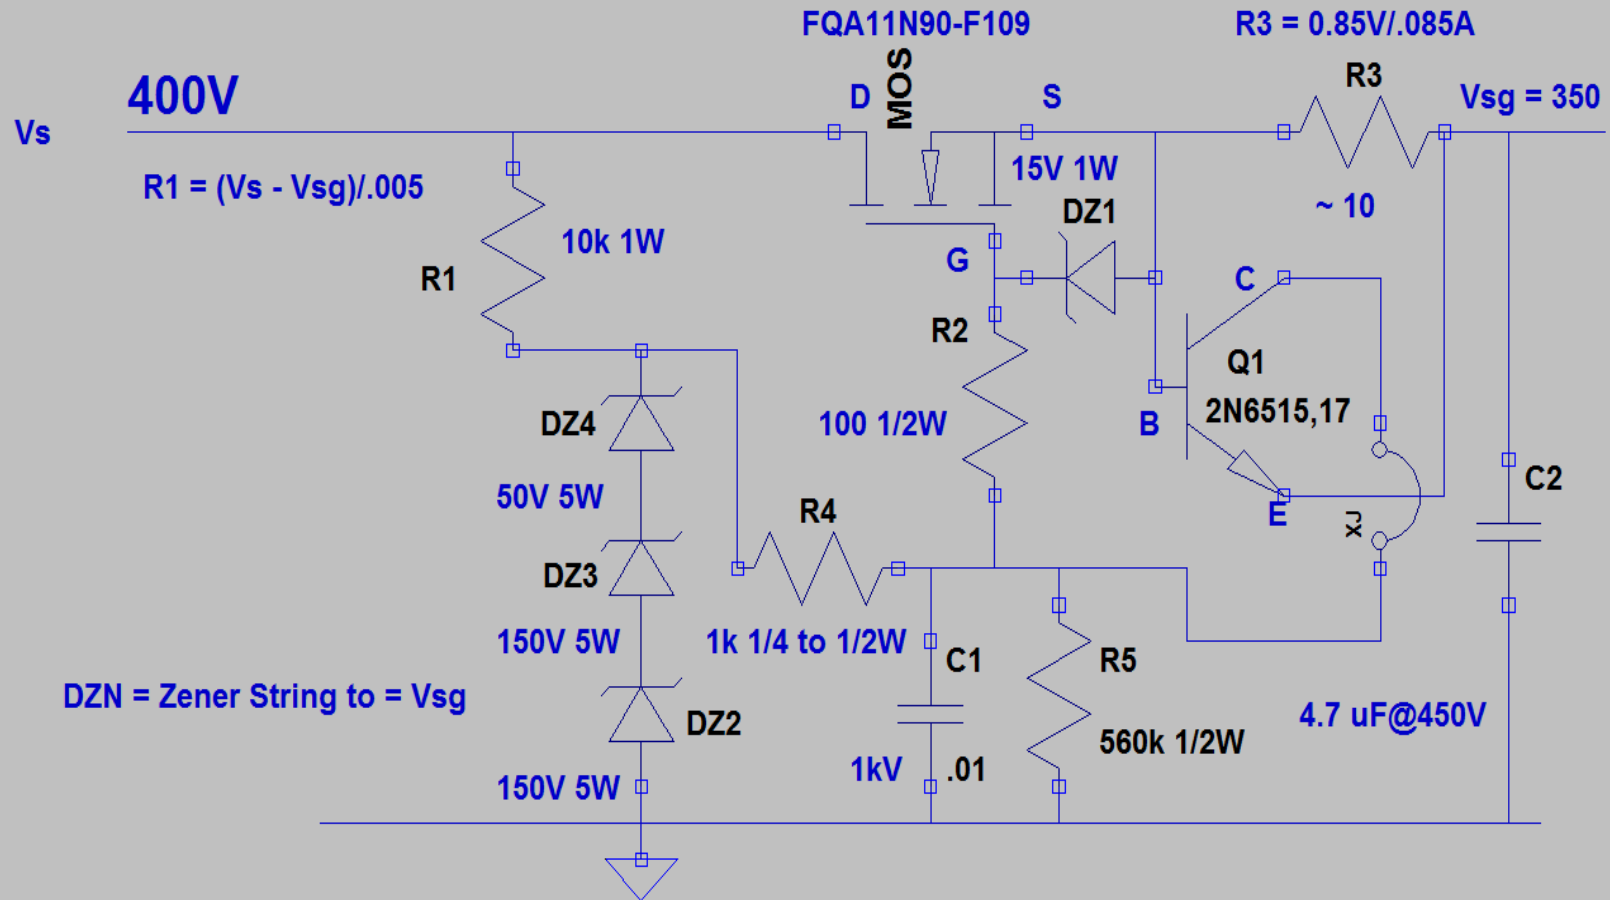 FQA11N90-F109
R3 = 0.85V/.085A
400V
D
MOS
S
R3
Vsg = 350
Vs
R1 = (Vs - Vsg)/.005
15V 1W
DZ1
~ 10
10k 1W
R1
G
C
R2
Q1
2N6515,17
DZ4
100 1/2W
B
50V 5W
R4
E
XJ
C2
DZ3
150V 5W
1k 1/4 to 1/2W
C1
R5
DZN = Zener String to = Vsg
DZ2
4.7 uF@450V
560k 1/2W
150V 5W
1kV
.01